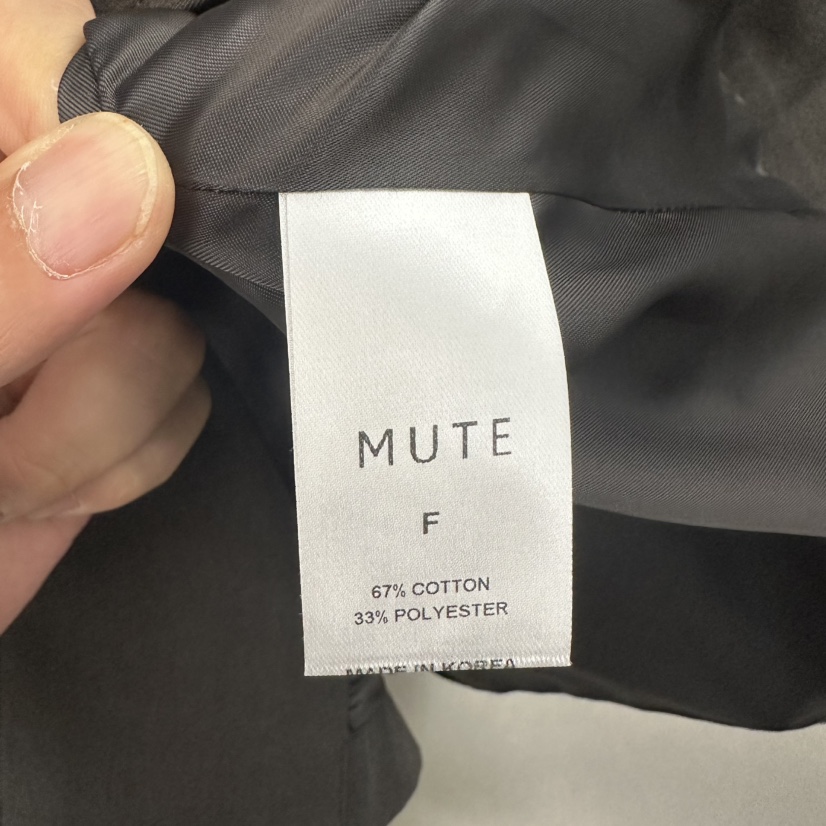 MUTE
F
67% COTTON
33% POLYESTER
MADE IN KOREA